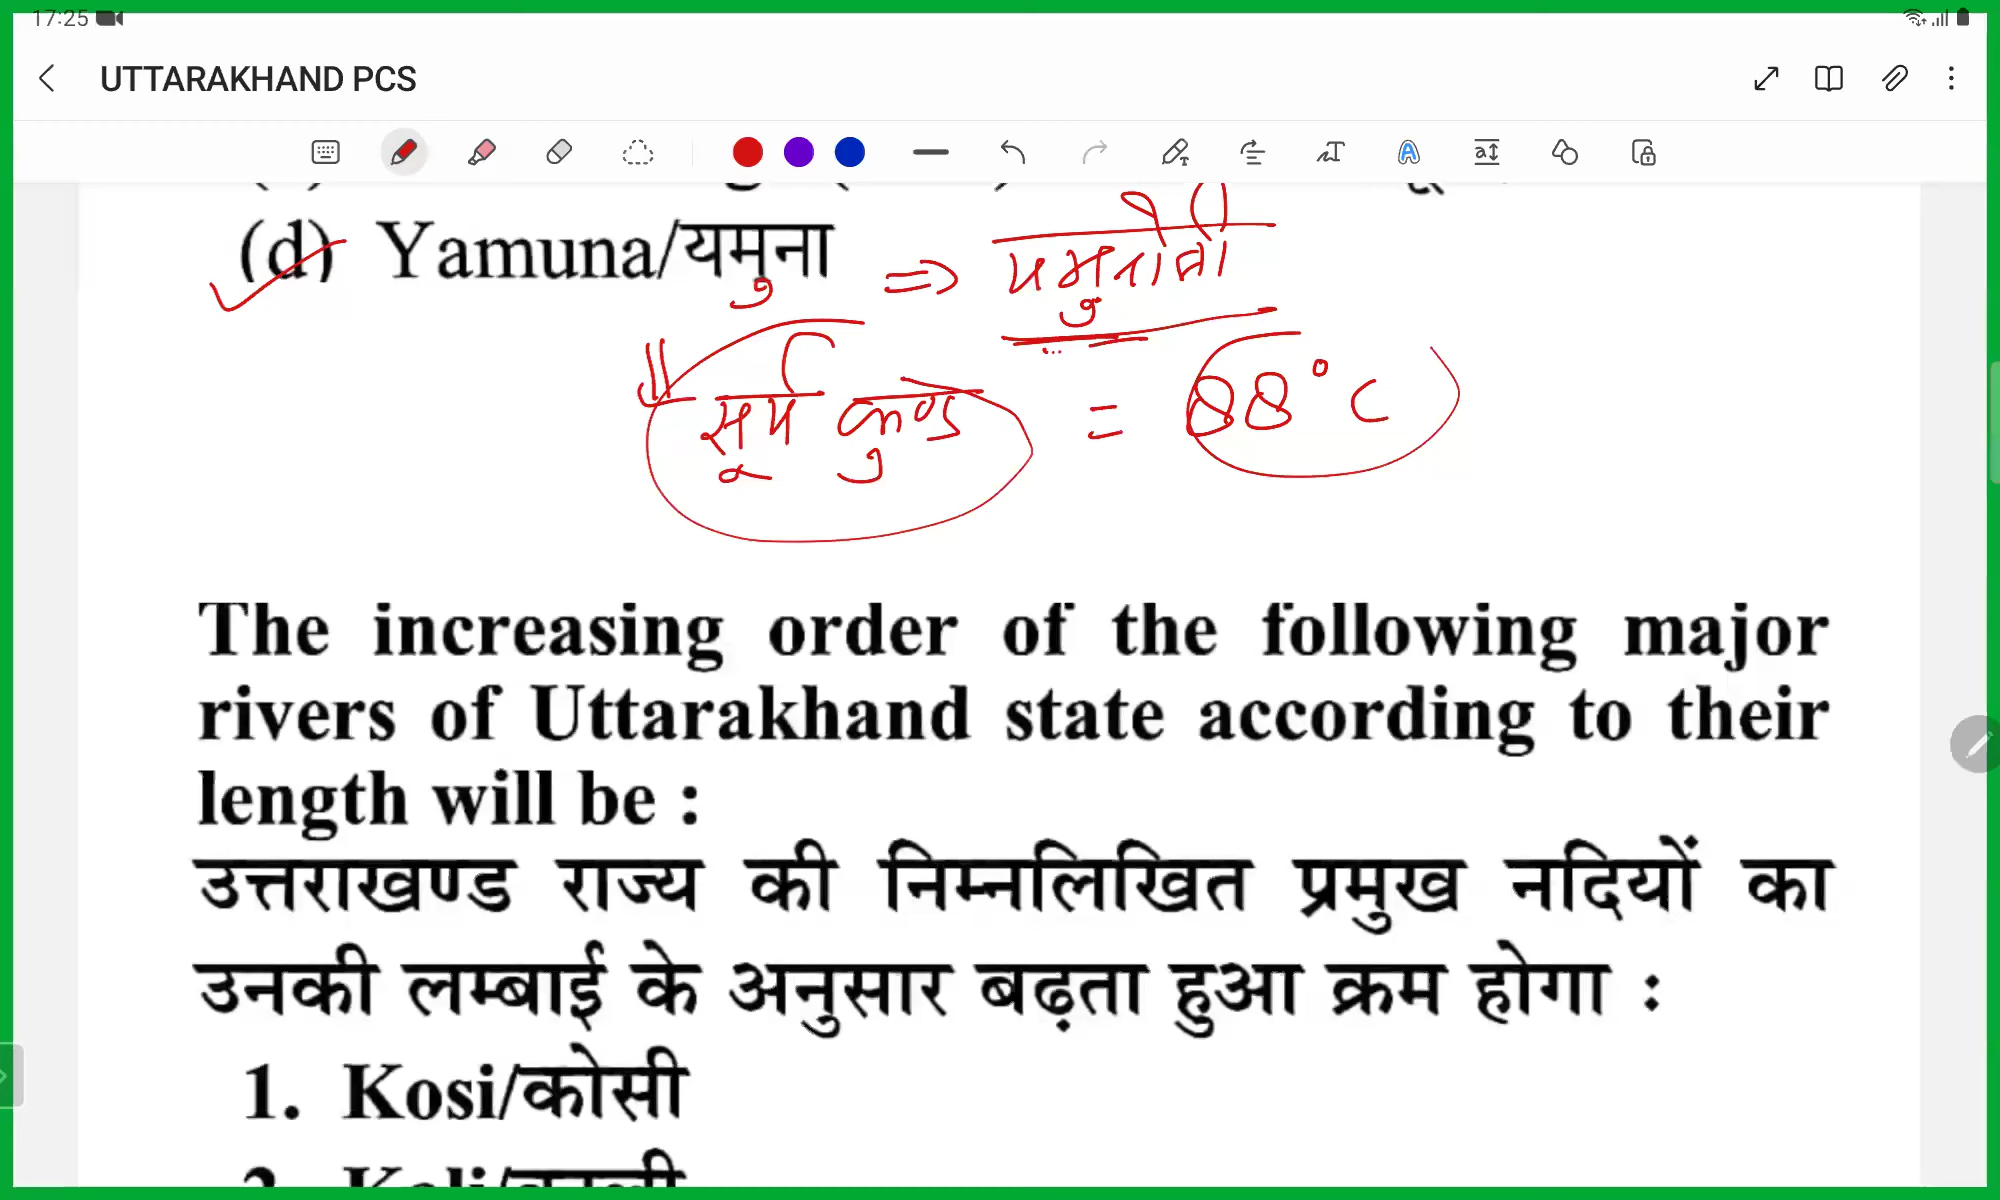 17:25
UTTARAKHAND PCS
(d) Yamuna/यमुना ⇒ यमुनोत्री
सूर्य कुण्ड = 88°C
The increasing order of the following major
rivers of Uttarakhand state according to their
length will be :
उत्तराखण्ड राज्य की निम्नलिखित प्रमुख नदियों का
उनकी लम्बाई के अनुसार बढ़ता हुआ क्रम होगा :
1. Kosi/कोसी
2. Kali/काली